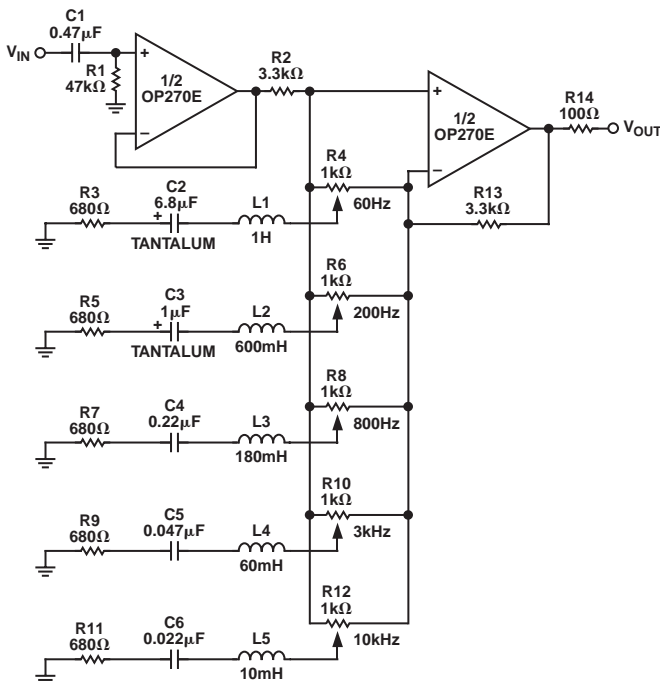 C1
0.47μF
VIN
+
R1
47kΩ
1/2
OP270E
–
R2
3.3kΩ
+
1/2
OP270E
–
R14
100Ω
VOUT
R13
3.3kΩ
R4
1kΩ
60Hz
R3
680Ω
C2
6.8μF
+
TANTALUM
L1
1H
R6
1kΩ
200Hz
R5
680Ω
C3
1μF
+
TANTALUM
L2
600mH
R8
1kΩ
800Hz
R7
680Ω
C4
0.22μF
L3
180mH
R10
1kΩ
3kHz
R9
680Ω
C5
0.047μF
L4
60mH
R12
1kΩ
10kHz
R11
680Ω
C6
0.022μF
L5
10mH